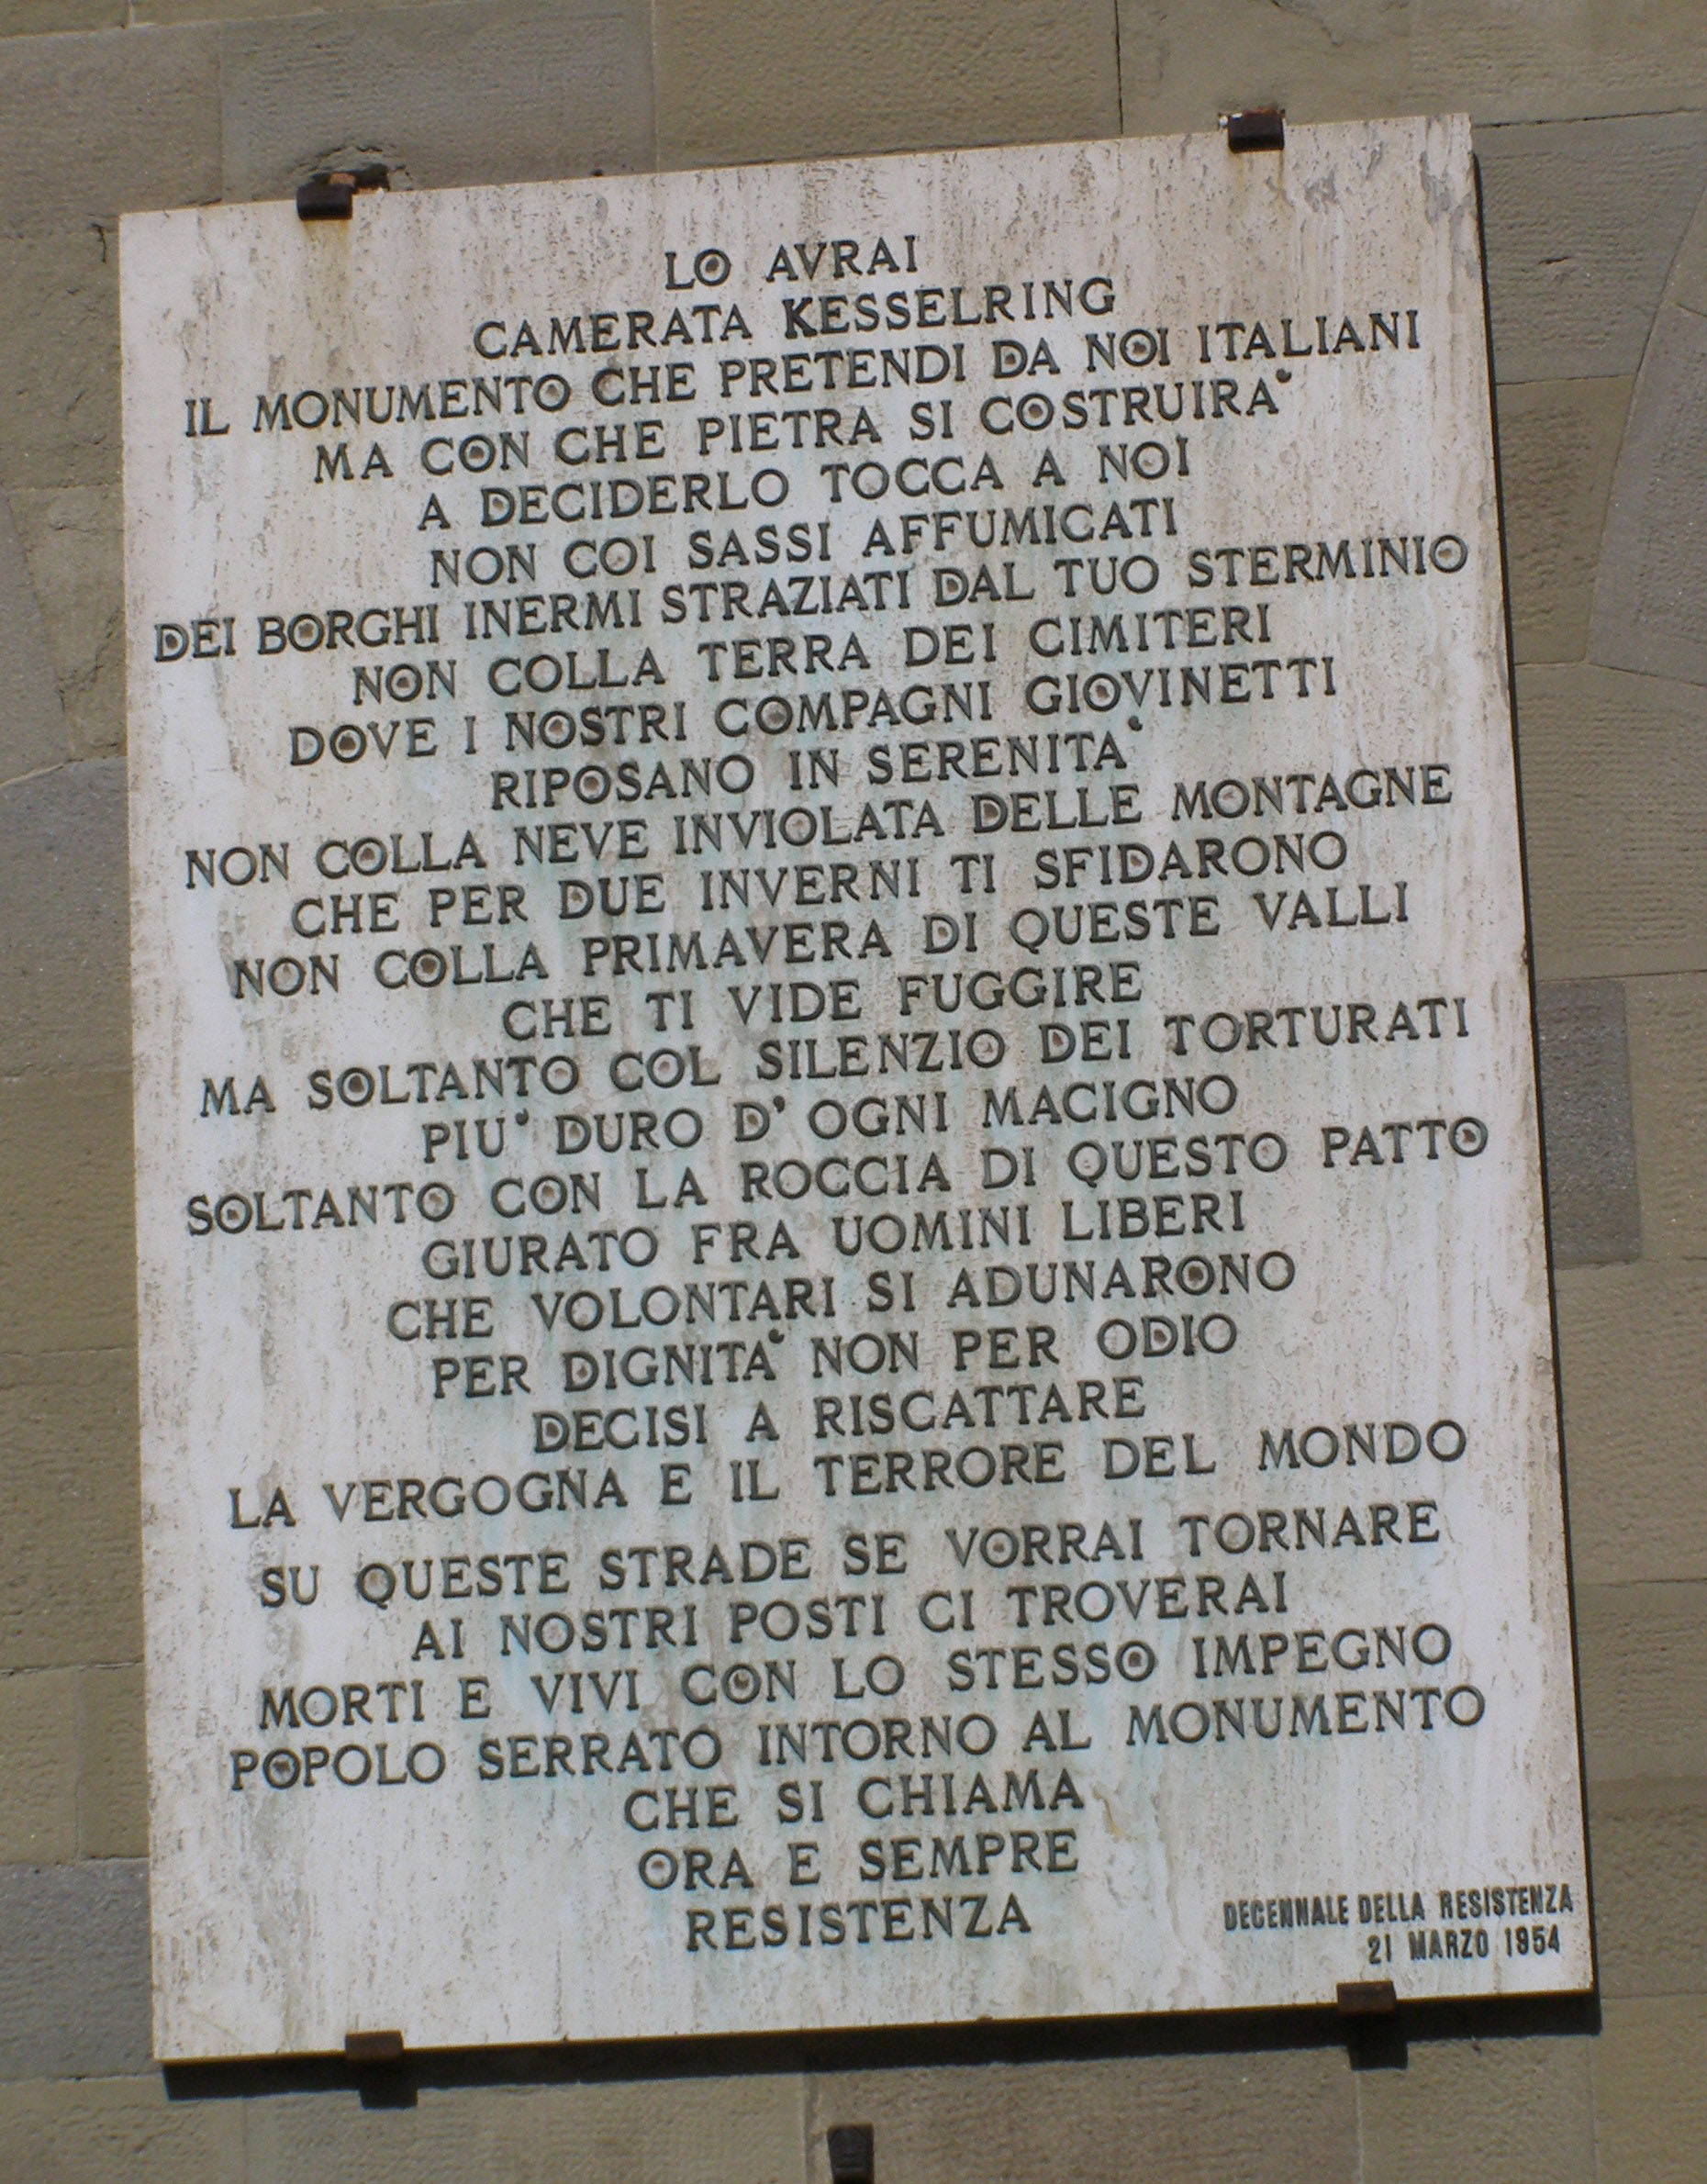 LO AVRAI
CAMERATA KESSELRING
IL MONUMENTO CHE PRETENDI DA NOI ITALIANI
MA CON CHE PIETRA SI COSTRUIRA'
A DECIDERLO TOCCA A NOI
NON COI SASSI AFFUMICATI
DEI BORGHI INERMI STRAZIATI DAL TUO STERMINIO
NON COLLA TERRA DEI CIMITERI
DOVE I NOSTRI COMPAGNI GIOVINETTI
RIPOSANO IN SERENITA'
NON COLLA NEVE INVIOLATA DELLE MONTAGNE
CHE PER DUE INVERNI TI SFIDARONO
NON COLLA PRIMAVERA DI QUESTE VALLI
CHE TI VIDE FUGGIRE
MA SOLTANTO COL SILENZIO DEI TORTURATI
PIU' DURO D'OGNI MACIGNO
SOLTANTO CON LA ROCCIA DI QUESTO PATTO
GIURATO FRA UOMINI LIBERI
CHE VOLONTARI SI ADUNARONO
PER DIGNITA' NON PER ODIO
DECISI A RISCATTARE
LA VERGOGNA E IL TERRORE DEL MONDO
SU QUESTE STRADE SE VORRAI TORNARE
AI NOSTRI POSTI CI TROVERAI
MORTI E VIVI CON LO STESSO IMPEGNO
POPOLO SERRATO INTORNO AL MONUMENTO
CHE SI CHIAMA
ORA E SEMPRE
RESISTENZA
DECENNALE DELLA RESISTENZA
21 MARZO 1954